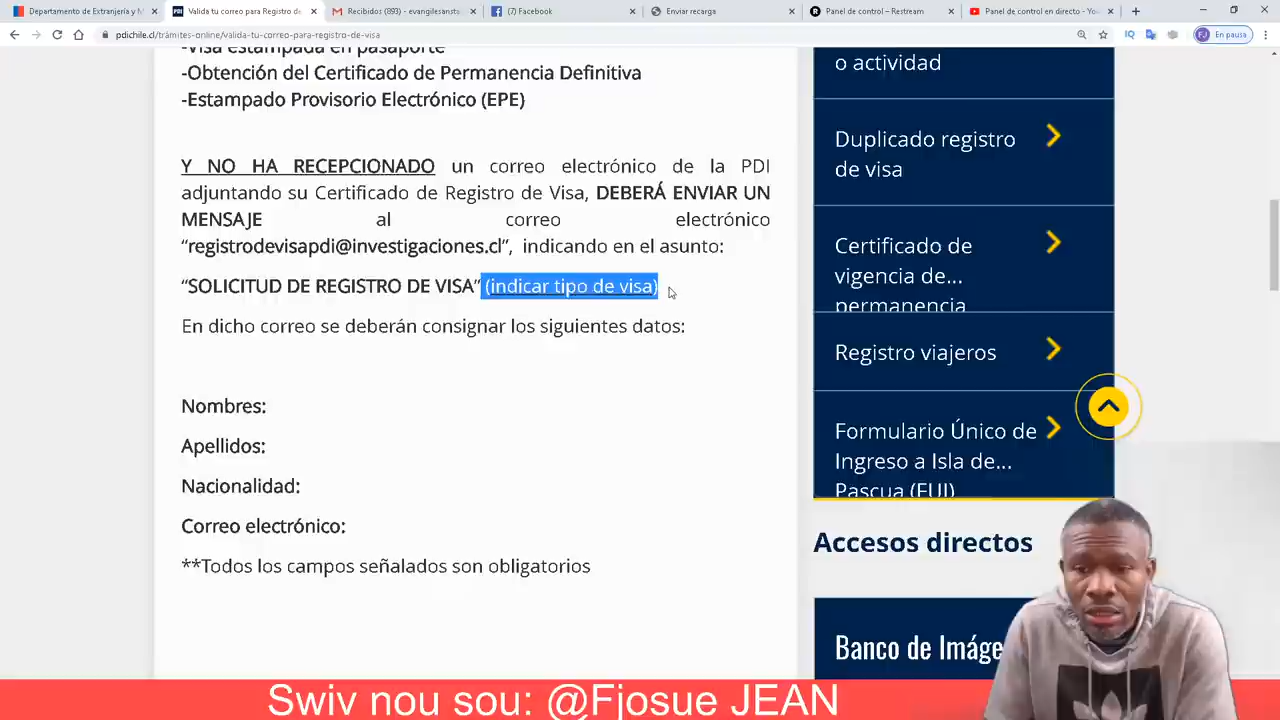 Departamento de Extranjería y M
Valida tu correo para Registro de
Recibidos (893) - evangilesanst
(7) Facebook
Enviar recarga
Panel de control – Restream
Panel de control en directo - You
pdichile.cl/trámites-online/valida-tu-correo-para-registro-de-visa
FJ
En pausa
-Visa estampada en pasaporte
-Obtención del Certificado de Permanencia Definitiva
-Estampado Provisorio Electrónico (EPE)
Y NO HA RECEPCIONADO un correo electrónico de la PDI
adjuntando su Certificado de Registro de Visa, DEBERÁ ENVIAR UN
MENSAJE al correo electrónico
“registrodevisapdi@investigaciones.cl”, indicando en el asunto:
“SOLICITUD DE REGISTRO DE VISA” (indicar tipo de visa)
En dicho correo se deberán consignar los siguientes datos:
Nombres:
Apellidos:
Nacionalidad:
Correo electrónico:
**Todos los campos señalados son obligatorios
o actividad
Duplicado registro
de visa
Certificado de
vigencia de...
permanencia
Registro viajeros
Formulario Único de
Ingreso a Isla de...
Pascua (FUI)
Accesos directos
Banco de Imáge
Swiv nou sou: @Fjosue JEAN